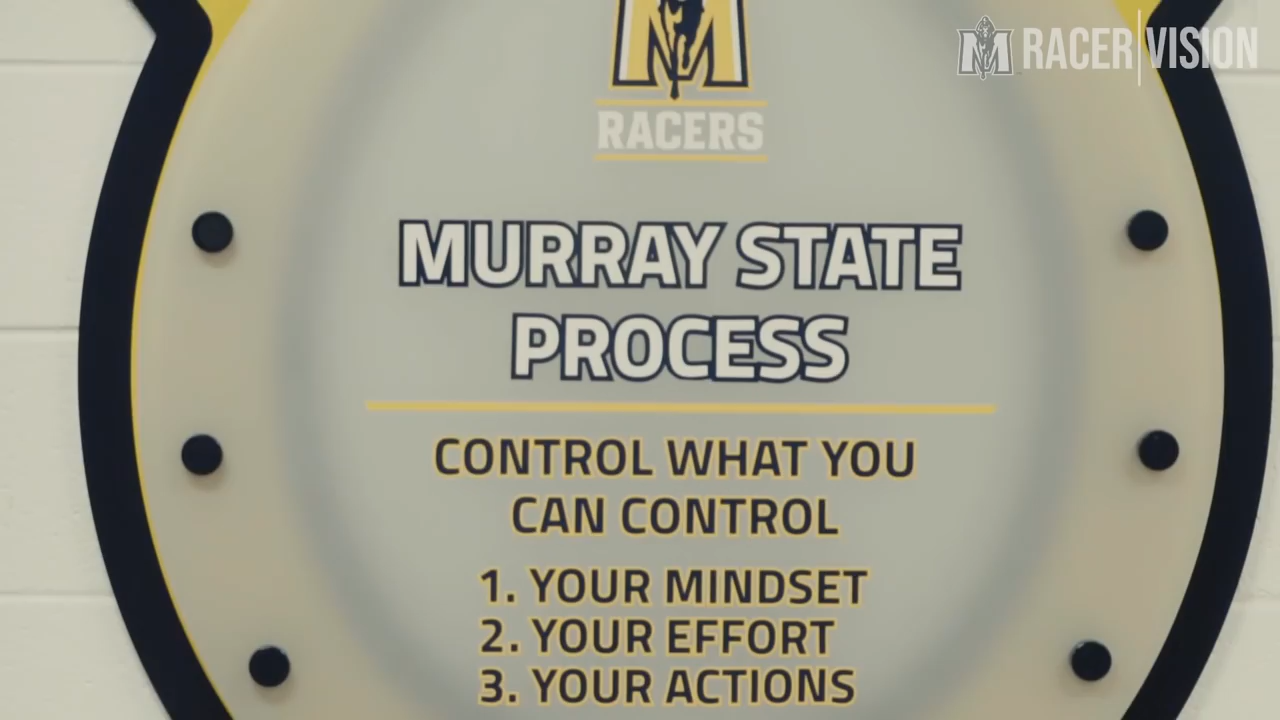 M RACER|VISION
M
RACERS
MURRAY STATE
PROCESS
CONTROL WHAT YOU
CAN CONTROL
1. YOUR MINDSET
2. YOUR EFFORT
3. YOUR ACTIONS